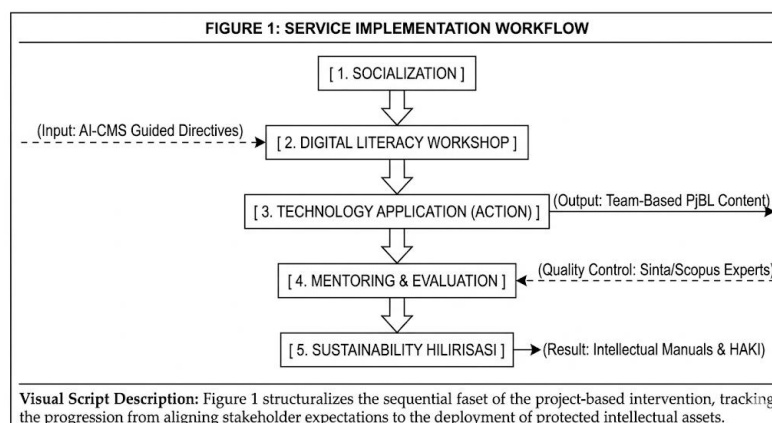 FIGURE 1: SERVICE IMPLEMENTATION WORKFLOW
[ 1. SOCIALIZATION ]
(Input: AI-CMS Guided Directives)
[ 2. DIGITAL LITERACY WORKSHOP ]
[ 3. TECHNOLOGY APPLICATION (ACTION) ]
(Output: Team-Based PjBL Content)
[ 4. MENTORING & EVALUATION ]
(Quality Control: Sinta/Scopus Experts)
[ 5. SUSTAINABILITY HILIRISASI ]
(Result: Intellectual Manuals & HAKI)
Visual Script Description: Figure 1 structuralizes the sequential faset of the project-based intervention, tracking
the progression from aligning stakeholder expectations to the deployment of protected intellectual assets.